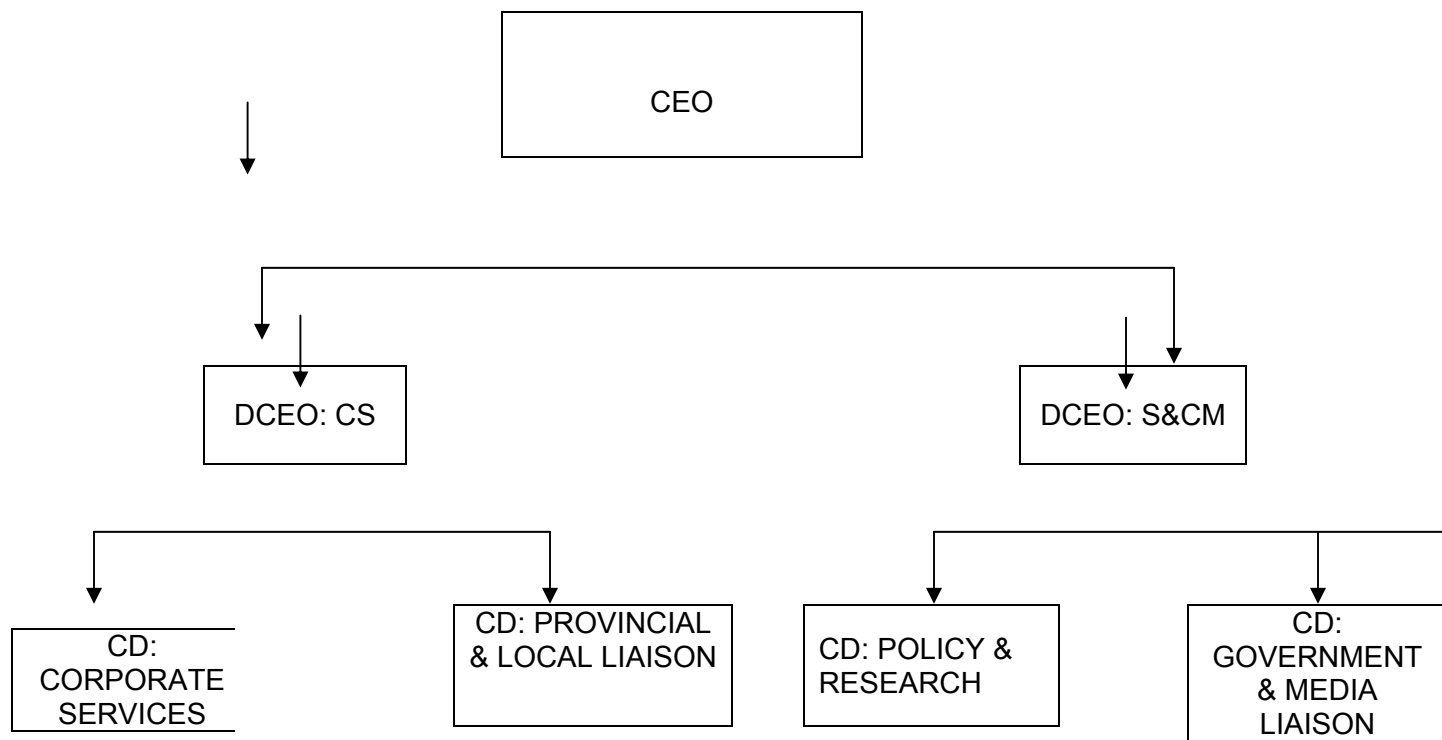 CEO
DCEO: CS
DCEO: S&CM
CD:
CORPORATE
SERVICES
CD: PROVINCIAL
& LOCAL LIAISON
CD: POLICY &
RESEARCH
CD:
GOVERNMENT
& MEDIA
LIAISON